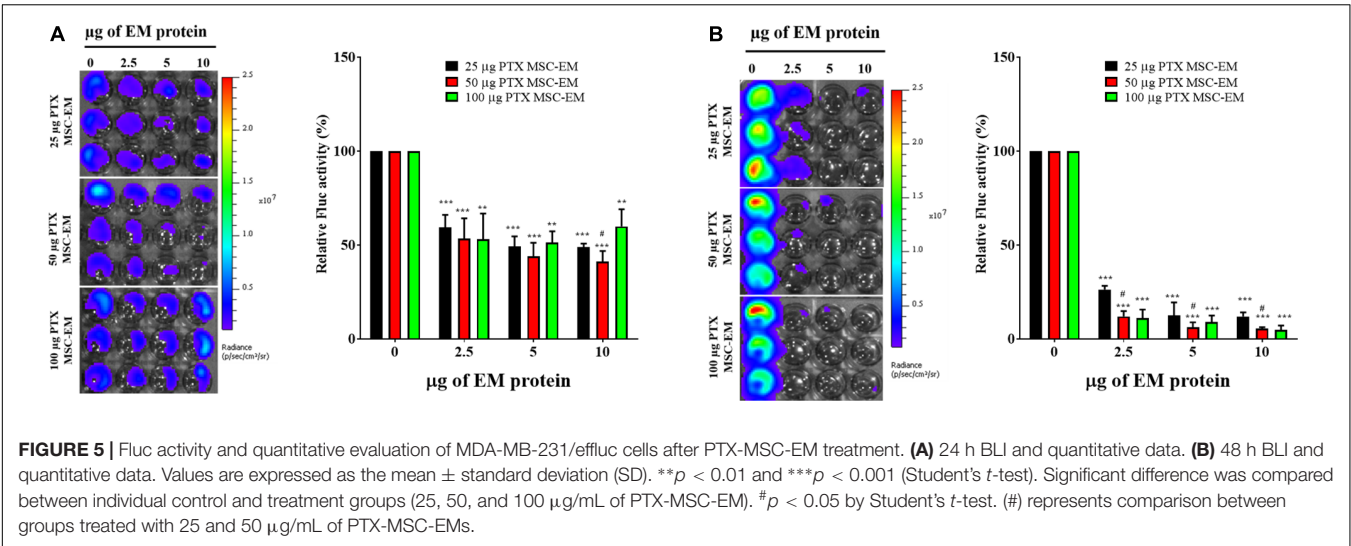 A
µg of EM protein
0 2.5 5 10
25 µg PTX
MSC-EM
50 µg PTX
MSC-EM
100 µg PTX
MSC-EM
2.5
2.0
1.5
x10⁷
1.0
0.5
Radiance
(p/sec/cm²/sr)
150
100
50
0
Relative Fluc activity (%)
25 µg PTX MSC-EM
50 µg PTX MSC-EM
100 µg PTX MSC-EM
*** *** **
*** *** **
*** # *** **
0 2.5 5 10
µg of EM protein
B
µg of EM protein
0 2.5 5 10
25 µg PTX
MSC-EM
50 µg PTX
MSC-EM
100 µg PTX
MSC-EM
2.5
2.0
1.5
x10⁷
1.0
0.5
Radiance
(p/sec/cm²/sr)
150
100
50
0
Relative Fluc activity (%)
25 µg PTX MSC-EM
50 µg PTX MSC-EM
100 µg PTX MSC-EM
*** # *** ***
*** # *** ***
*** # *** ***
0 2.5 5 10
µg of EM protein
FIGURE 5 | Fluc activity and quantitative evaluation of MDA-MB-231/effluc cells after PTX-MSC-EM treatment. (A) 24 h BLI and quantitative data. (B) 48 h BLI and
quantitative data. Values are expressed as the mean ± standard deviation (SD). **p < 0.01 and ***p < 0.001 (Student's t-test). Significant difference was compared
between individual control and treatment groups (25, 50, and 100 µg/mL of PTX-MSC-EM). #p < 0.05 by Student's t-test. (#) represents comparison between
groups treated with 25 and 50 µg/mL of PTX-MSC-EMs.